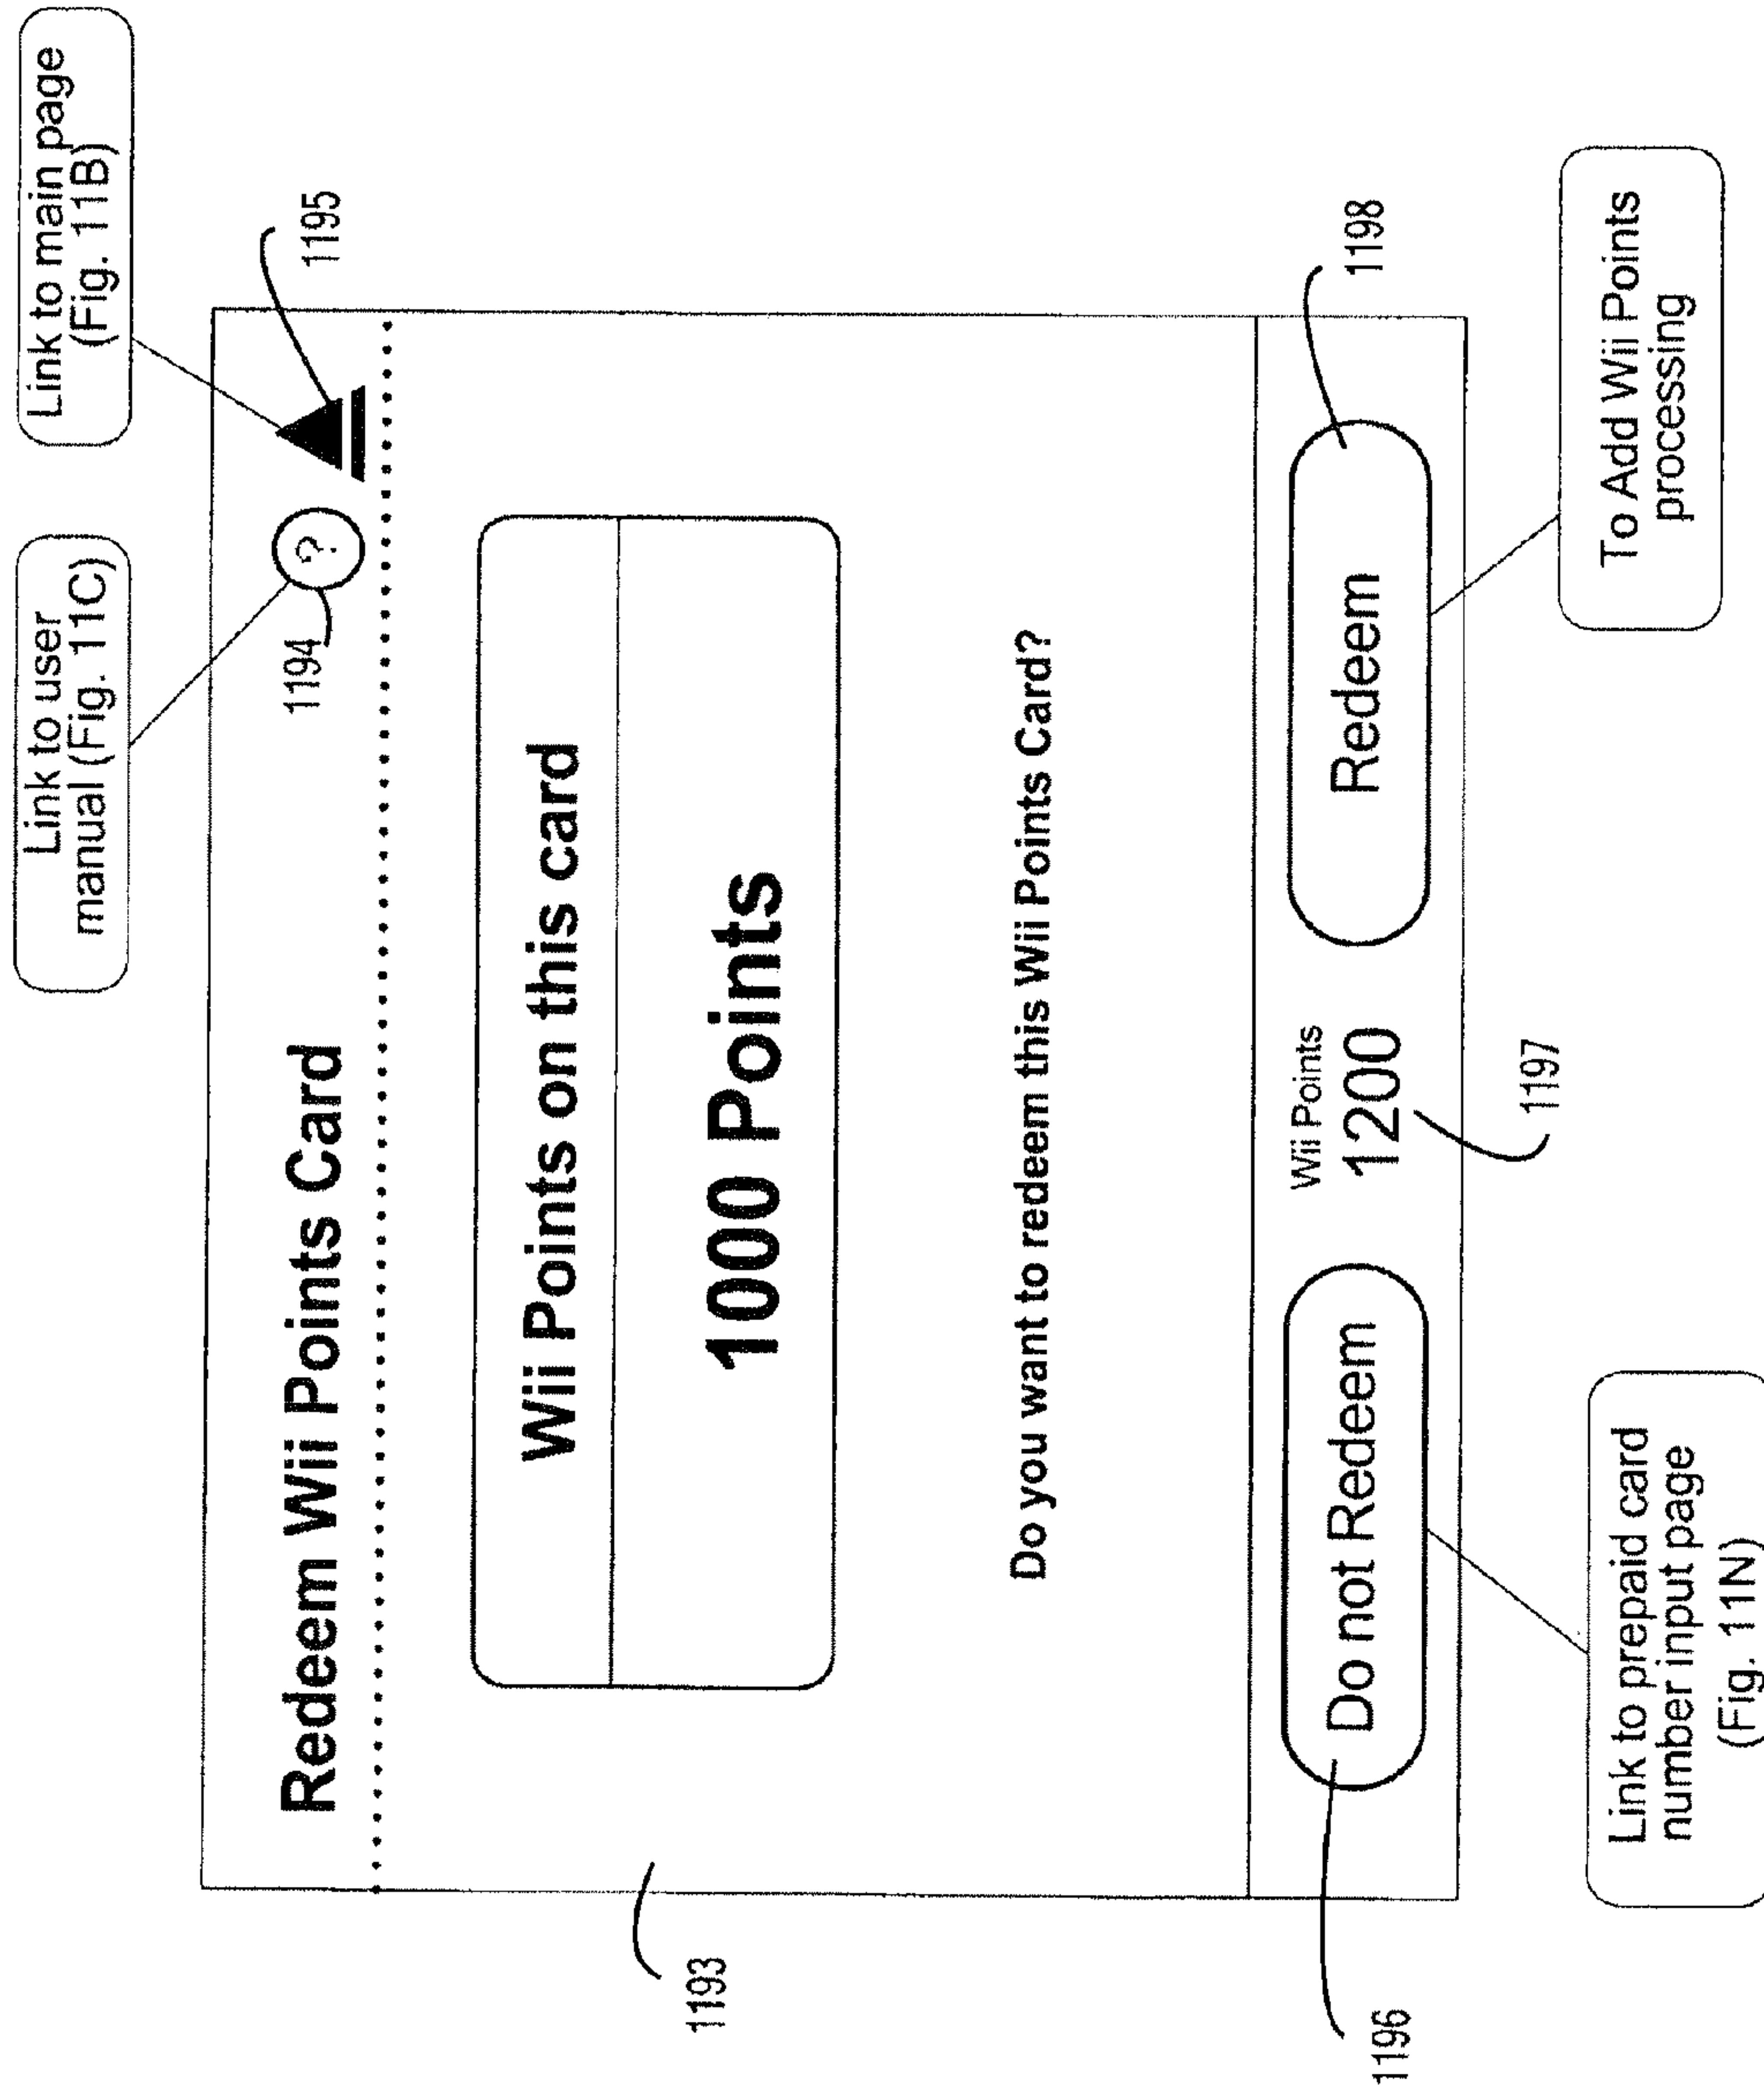 Link to user
manual (Fig. 11C)
Link to main page
(Fig. 11B)
Redeem Wii Points Card
?
1194
1195
Wii Points on this card
1000 Points
1193
Do you want to redeem this Wii Points Card?
Do not Redeem
Wii Points
1200
Redeem
1196
1197
1198
Link to prepaid card
number input page
(Fig. 11N)
To Add Wii Points
processing